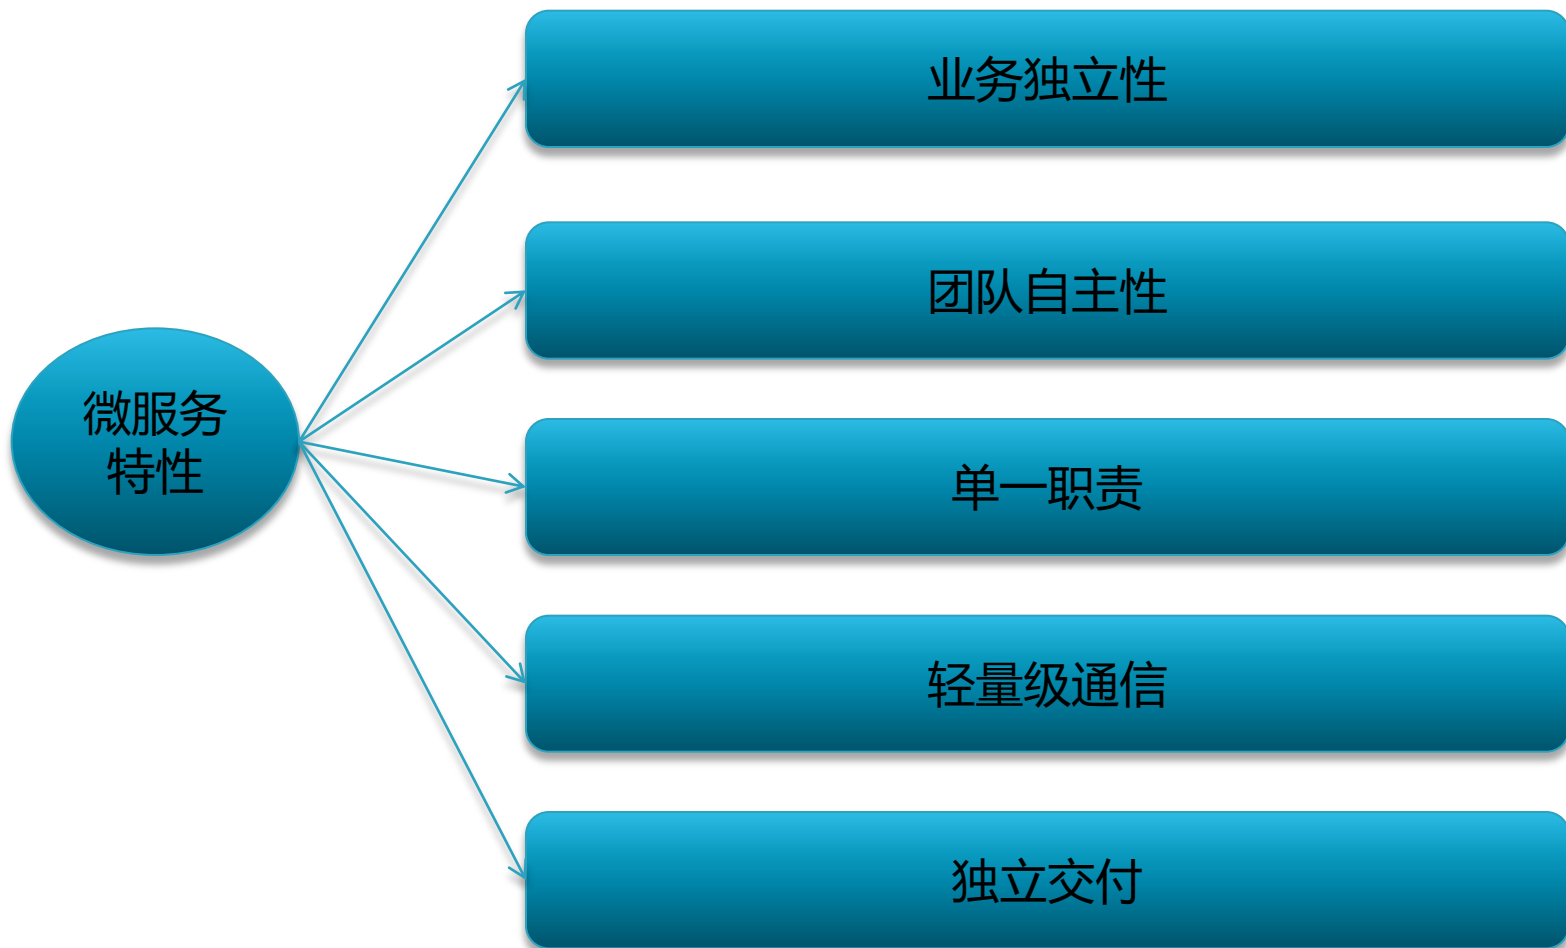 业务独立性
团队自主性
微服务
特性
单一职责
轻量级通信
独立交付